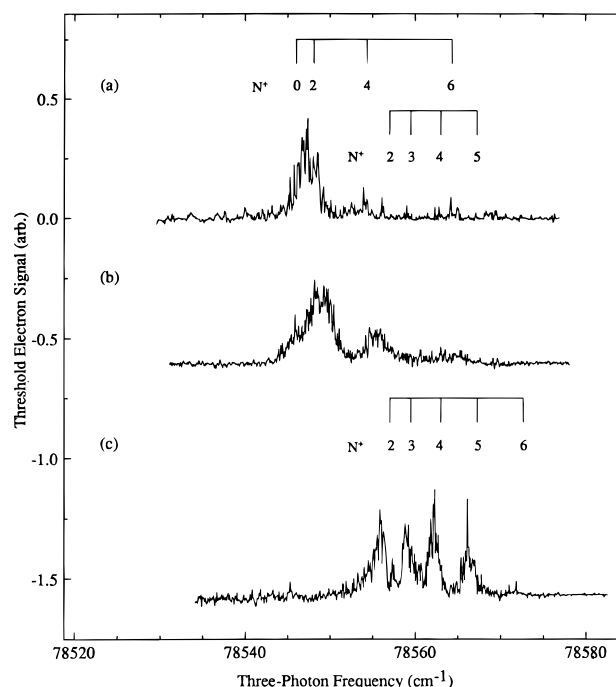 (a)
N⁺ 0 2 4 6
N⁺ 2 3 4 5
0.5
0.0
(b)
-0.5
N⁺ 2 3 4 5 6
(c)
-1.0
-1.5
Threshold Electron Signal (arb.)
78520 78540 78560 78580
Three-Photon Frequency (cm⁻¹)